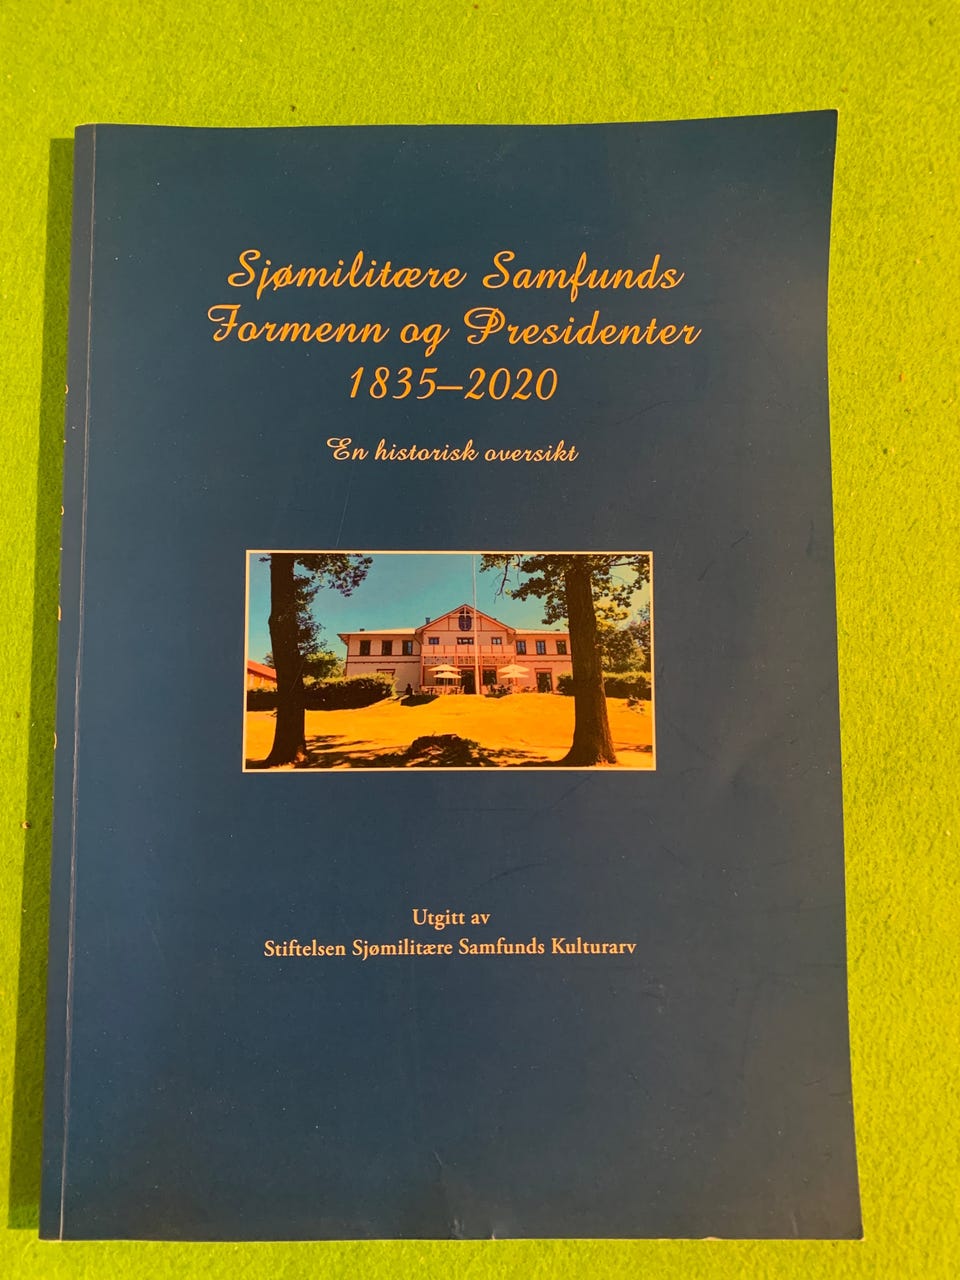 Sjømilitære Samfunds
Formenn og Presidenter
1835–2020
En historisk oversikt
Utgitt av
Stiftelsen Sjømilitære Samfunds Kulturarv